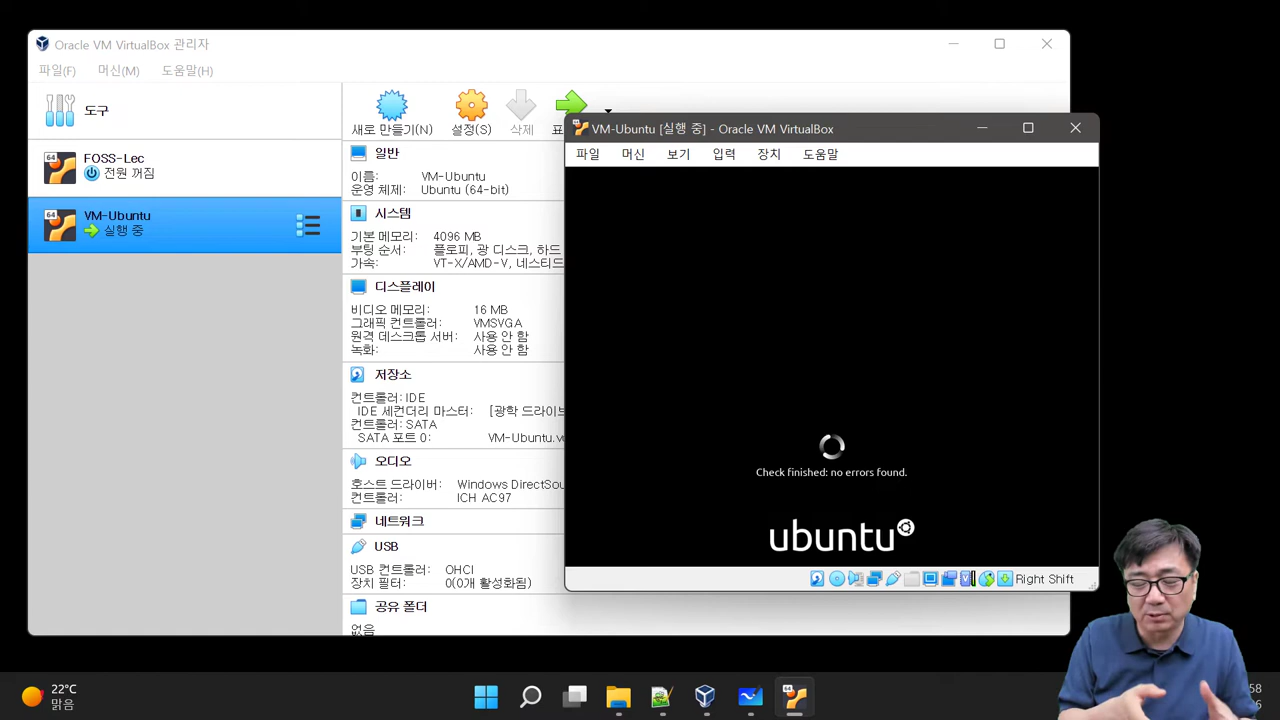 Oracle VM VirtualBox 관리자
파일(F) 머신(M) 도움말(H)
도구
새로 만들기(N) 설정(S) 삭제
FOSS-Lec
전원 꺼짐
VM-Ubuntu
실행 중
일반
이름: VM-Ubuntu
운영 체제: Ubuntu (64-bit)
시스템
기본 메모리: 4096 MB
부팅 순서: 플로피, 광 디스크, 하드
가속: VT-X/AMD-V, 네스티드
디스플레이
비디오 메모리: 16 MB
그래픽 컨트롤러: VMSVGA
원격 데스크톱 서버: 사용 안 함
녹화: 사용 안 함
저장소
컨트롤러: IDE
IDE 세컨더리 마스터: [광학 드라이브
컨트롤러: SATA
SATA 포트 0: VM-Ubuntu.v
오디오
호스트 드라이버: Windows DirectSou
컨트롤러: ICH AC97
네트워크
USB
USB 컨트롤러: OHCI
장치 필터: 0(0개 활성화됨)
공유 폴더
없음
VM-Ubuntu [실행 중] - Oracle VM VirtualBox
파일 머신 보기 입력 장치 도움말
Check finished: no errors found.
ubuntu
Right Shift
22°C
맑음